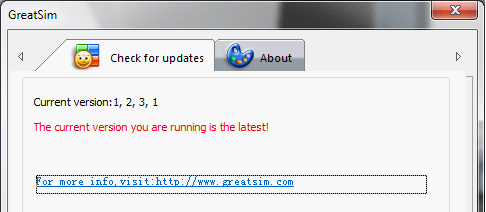 GreatSim
Check for updates
About
Current version:1, 2, 3, 1
The current version you are running is the latest!
For more info,visit:http://www.greatsim.com